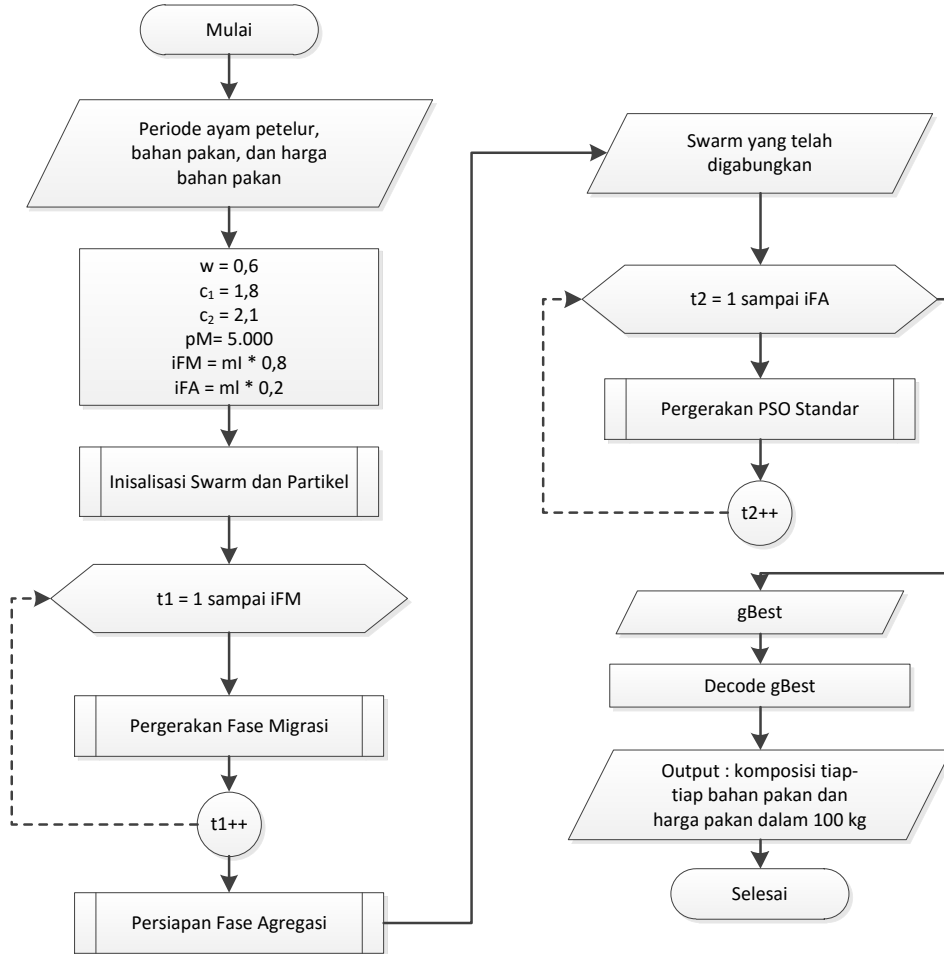 Mulai
Periode ayam petelur,
bahan pakan, dan harga
bahan pakan
w = 0,6
c₁ = 1,8
c₂ = 2,1
pM= 5.000
iFM = mI * 0,8
iFA = mI * 0,2
Inisalisasi Swarm dan Partikel
t1 = 1 sampai iFM
Pergerakan Fase Migrasi
t1++
Persiapan Fase Agregasi
Swarm yang telah
digabungkan
t2 = 1 sampai iFA
Pergerakan PSO Standar
t2++
gBest
Decode gBest
Output : komposisi tiap-
tiap bahan pakan dan
harga pakan dalam 100 kg
Selesai